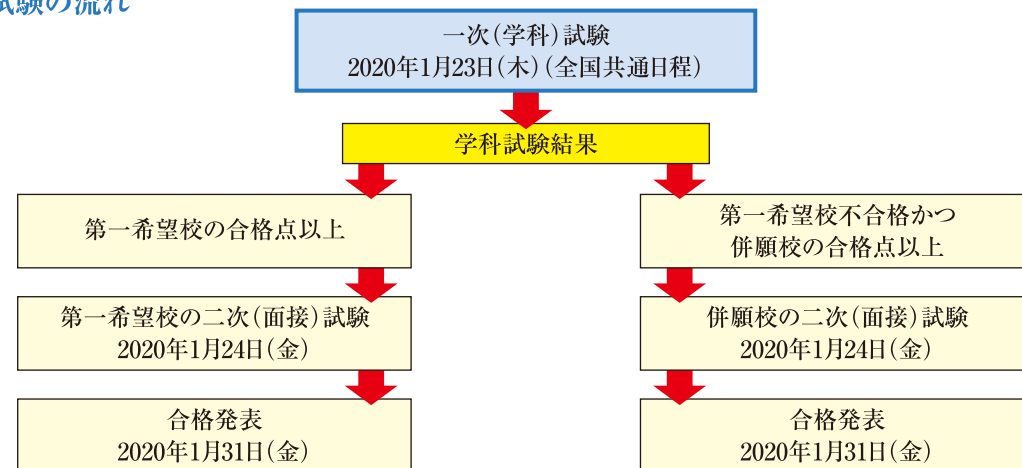 試験の流れ
一次（学科）試験
2020年1月23日（木）（全国共通日程）
学科試験結果
第一希望校の合格点以上
第一希望校不合格かつ
併願校の合格点以上
第一希望校の二次（面接）試験
2020年1月24日（金）
併願校の二次（面接）試験
2020年1月24日（金）
合格発表
2020年1月31日（金）
合格発表
2020年1月31日（金）